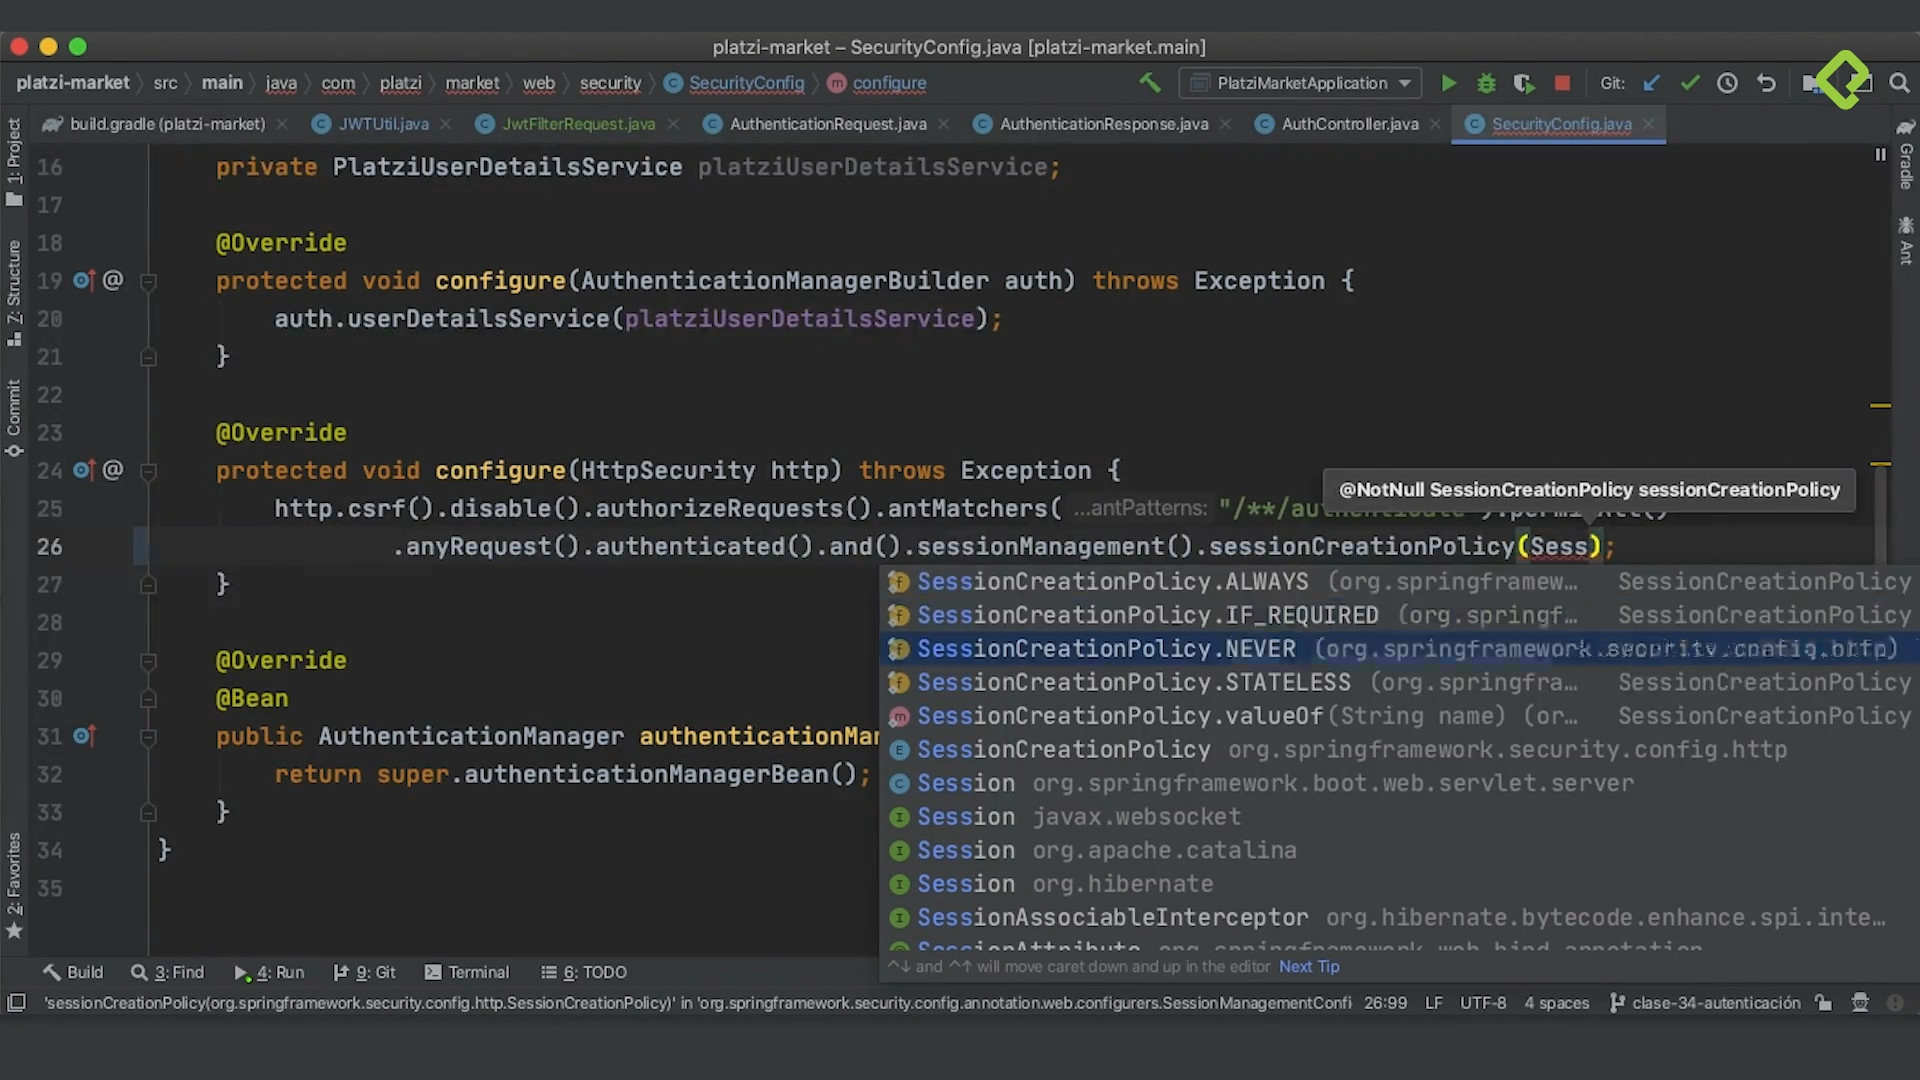 platzi-market – SecurityConfig.java [platzi-market.main]
platzi-market src main java com platzi market web security SecurityConfig configure PlatziMarketApplication Git:
build.gradle (platzi-market) JWTUtil.java JwtFilterRequest.java AuthenticationRequest.java AuthenticationResponse.java AuthController.java SecurityConfig.java
1: Project
7: Structure
Commit
2: Favorites
Gradle
Ant
16 private PlatziUserDetailsService platziUserDetailsService;
17
18 @Override
19 @ protected void configure(AuthenticationManagerBuilder auth) throws Exception {
20 auth.userDetailsService(platziUserDetailsService);
21 }
22
23 @Override
24 @ protected void configure(HttpSecurity http) throws Exception {
@NotNull SessionCreationPolicy sessionCreationPolicy
25 http.csrf().disable().authorizeRequests().antMatchers( ...antPatterns:
26 .anyRequest().authenticated().and().sessionManagement().sessionCreationPolicy(Sess);
27 }
28
29 @Override
30 @Bean
31 public AuthenticationManager
32 return super.authenticationManagerBean();
33 }
34 }
35
SessionCreationPolicy.ALWAYS (org.springframew… SessionCreationPolicy
SessionCreationPolicy.IF_REQUIRED (org.springf… SessionCreationPolicy
SessionCreationPolicy.NEVER
SessionCreationPolicy.STATELESS (org.springfra… SessionCreationPolicy
SessionCreationPolicy.valueOf(String name) (or… SessionCreationPolicy
SessionCreationPolicy org.springframework.security.config.http
Session org.springframework.boot.web.servlet.server
Session javax.websocket
Session org.apache.catalina
Session org.hibernate
SessionAssociableInterceptor org.hibernate.bytecode.enhance.spi.inte…
^↓ and ^↑ will move caret down and up in the editor Next Tip
Build 3: Find 4: Run 9: Git Terminal 6: TODO
'sessionCreationPolicy(org.springframework.security.config.http.SessionCreationPolicy)' in 'org.springframework.security.config.annotation.web.configurers.SessionManagementConfi 26:99 LF UTF-8 4 spaces clase-34-autenticación